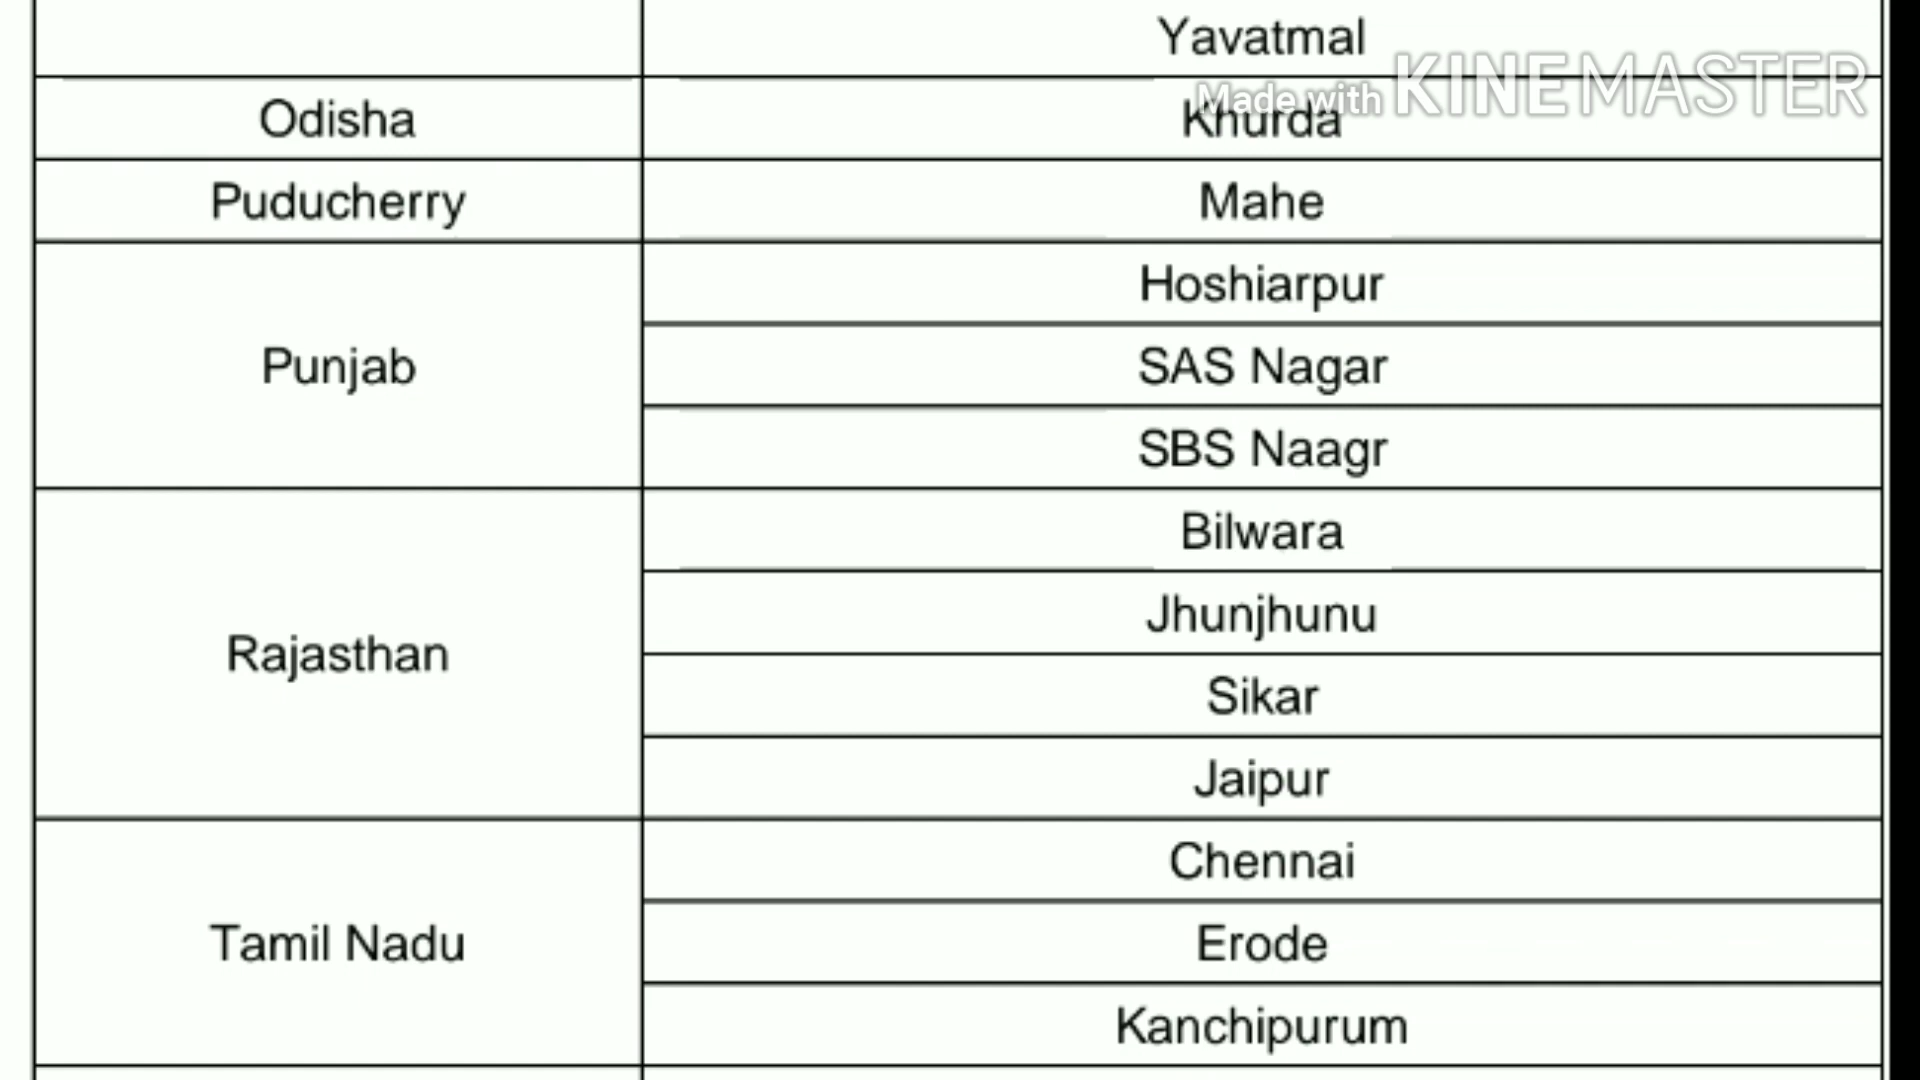 Yavatmal
Made with KINEMASTER
Odisha Khurda
Puducherry Mahe
Hoshiarpur
Punjab SAS Nagar
SBS Naagr
Bilwara
Jhunjhunu
Rajasthan
Sikar
Jaipur
Chennai
Tamil Nadu Erode
Kanchipurum